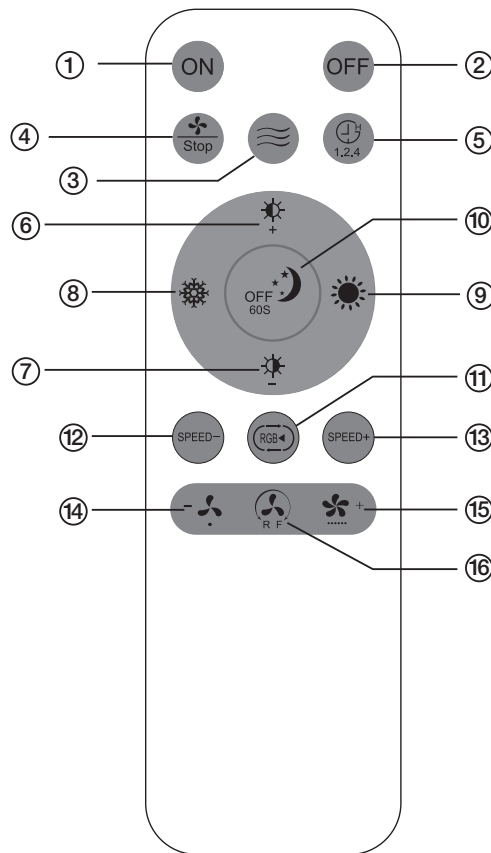 ① ON OFF ②
④ Stop 1.2.4 H ⑤
③
⑥ +
⑩
⑧ OFF ⑨
60S
⑦ −
⑪
⑫ SPEED− RGB SPEED+ ⑬
⑭ − + ⑮
R F
⑯